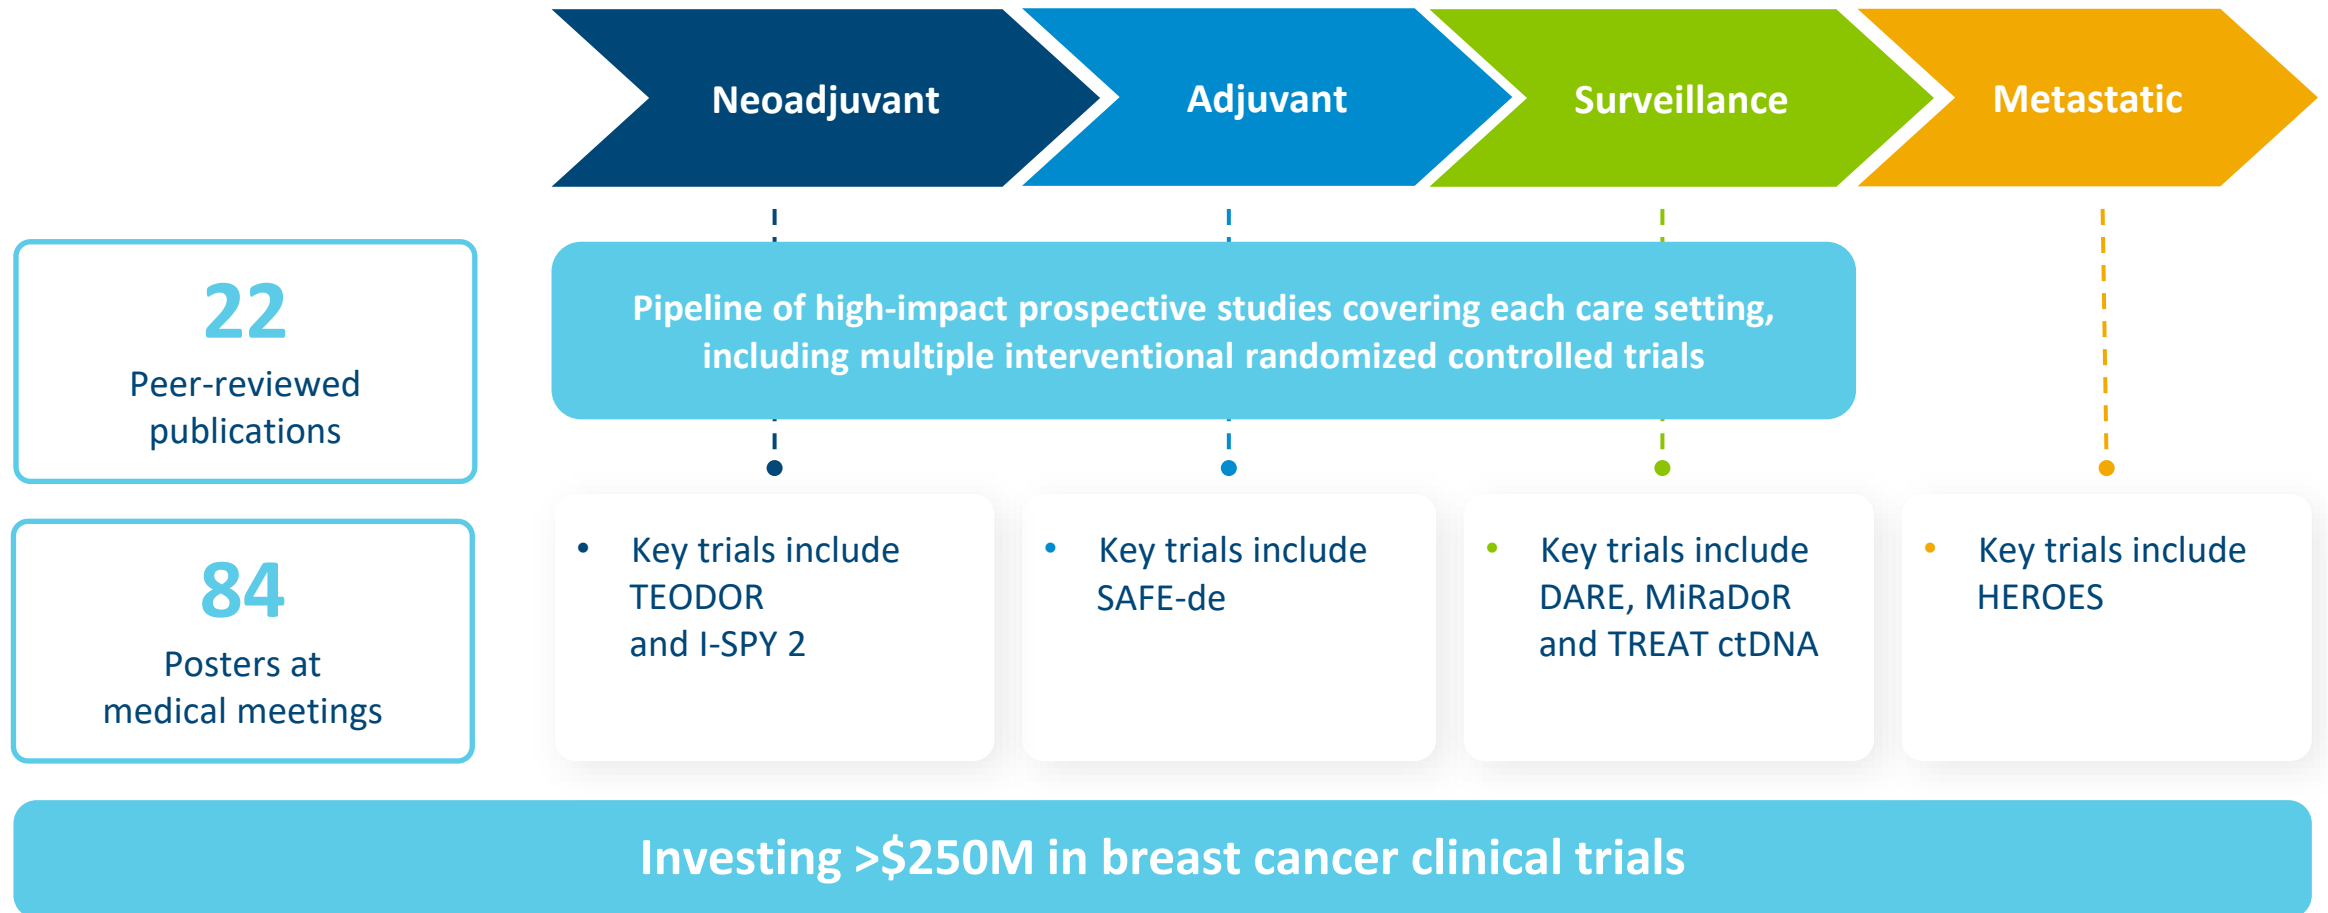 Neoadjuvant
Adjuvant
Surveillance
Metastatic
22
Peer-reviewed
publications
Pipeline of high-impact prospective studies covering each care setting,
including multiple interventional randomized controlled trials
84
Posters at
medical meetings
• Key trials include
TEODOR
and I-SPY 2
• Key trials include
SAFE-de
• Key trials include
DARE, MiRaDoR
and TREAT ctDNA
• Key trials include
HEROES
Investing >$250M in breast cancer clinical trials